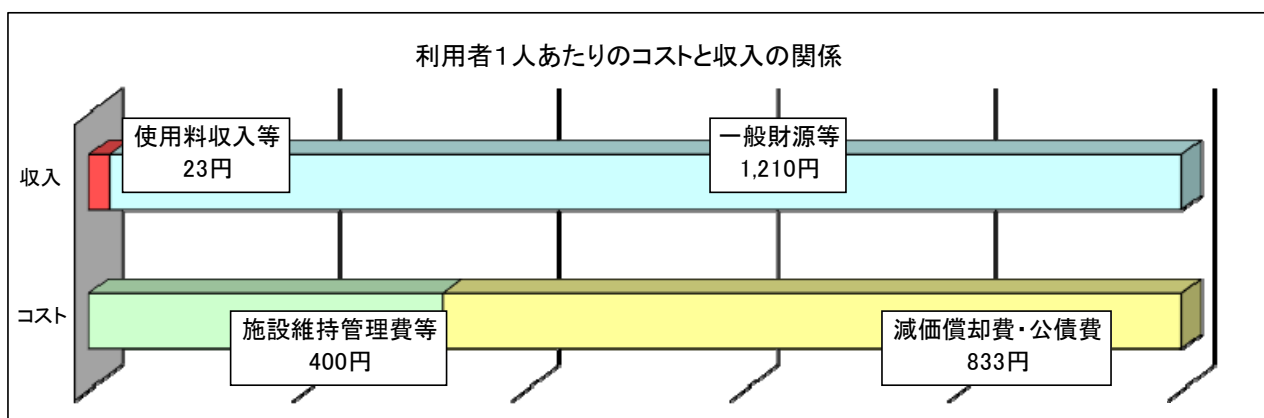 利用者１人あたりのコストと収入の関係
使用料収入等
23円
一般財源等
1,210円
収入
コスト
施設維持管理費等
400円
減価償却費・公債費
833円